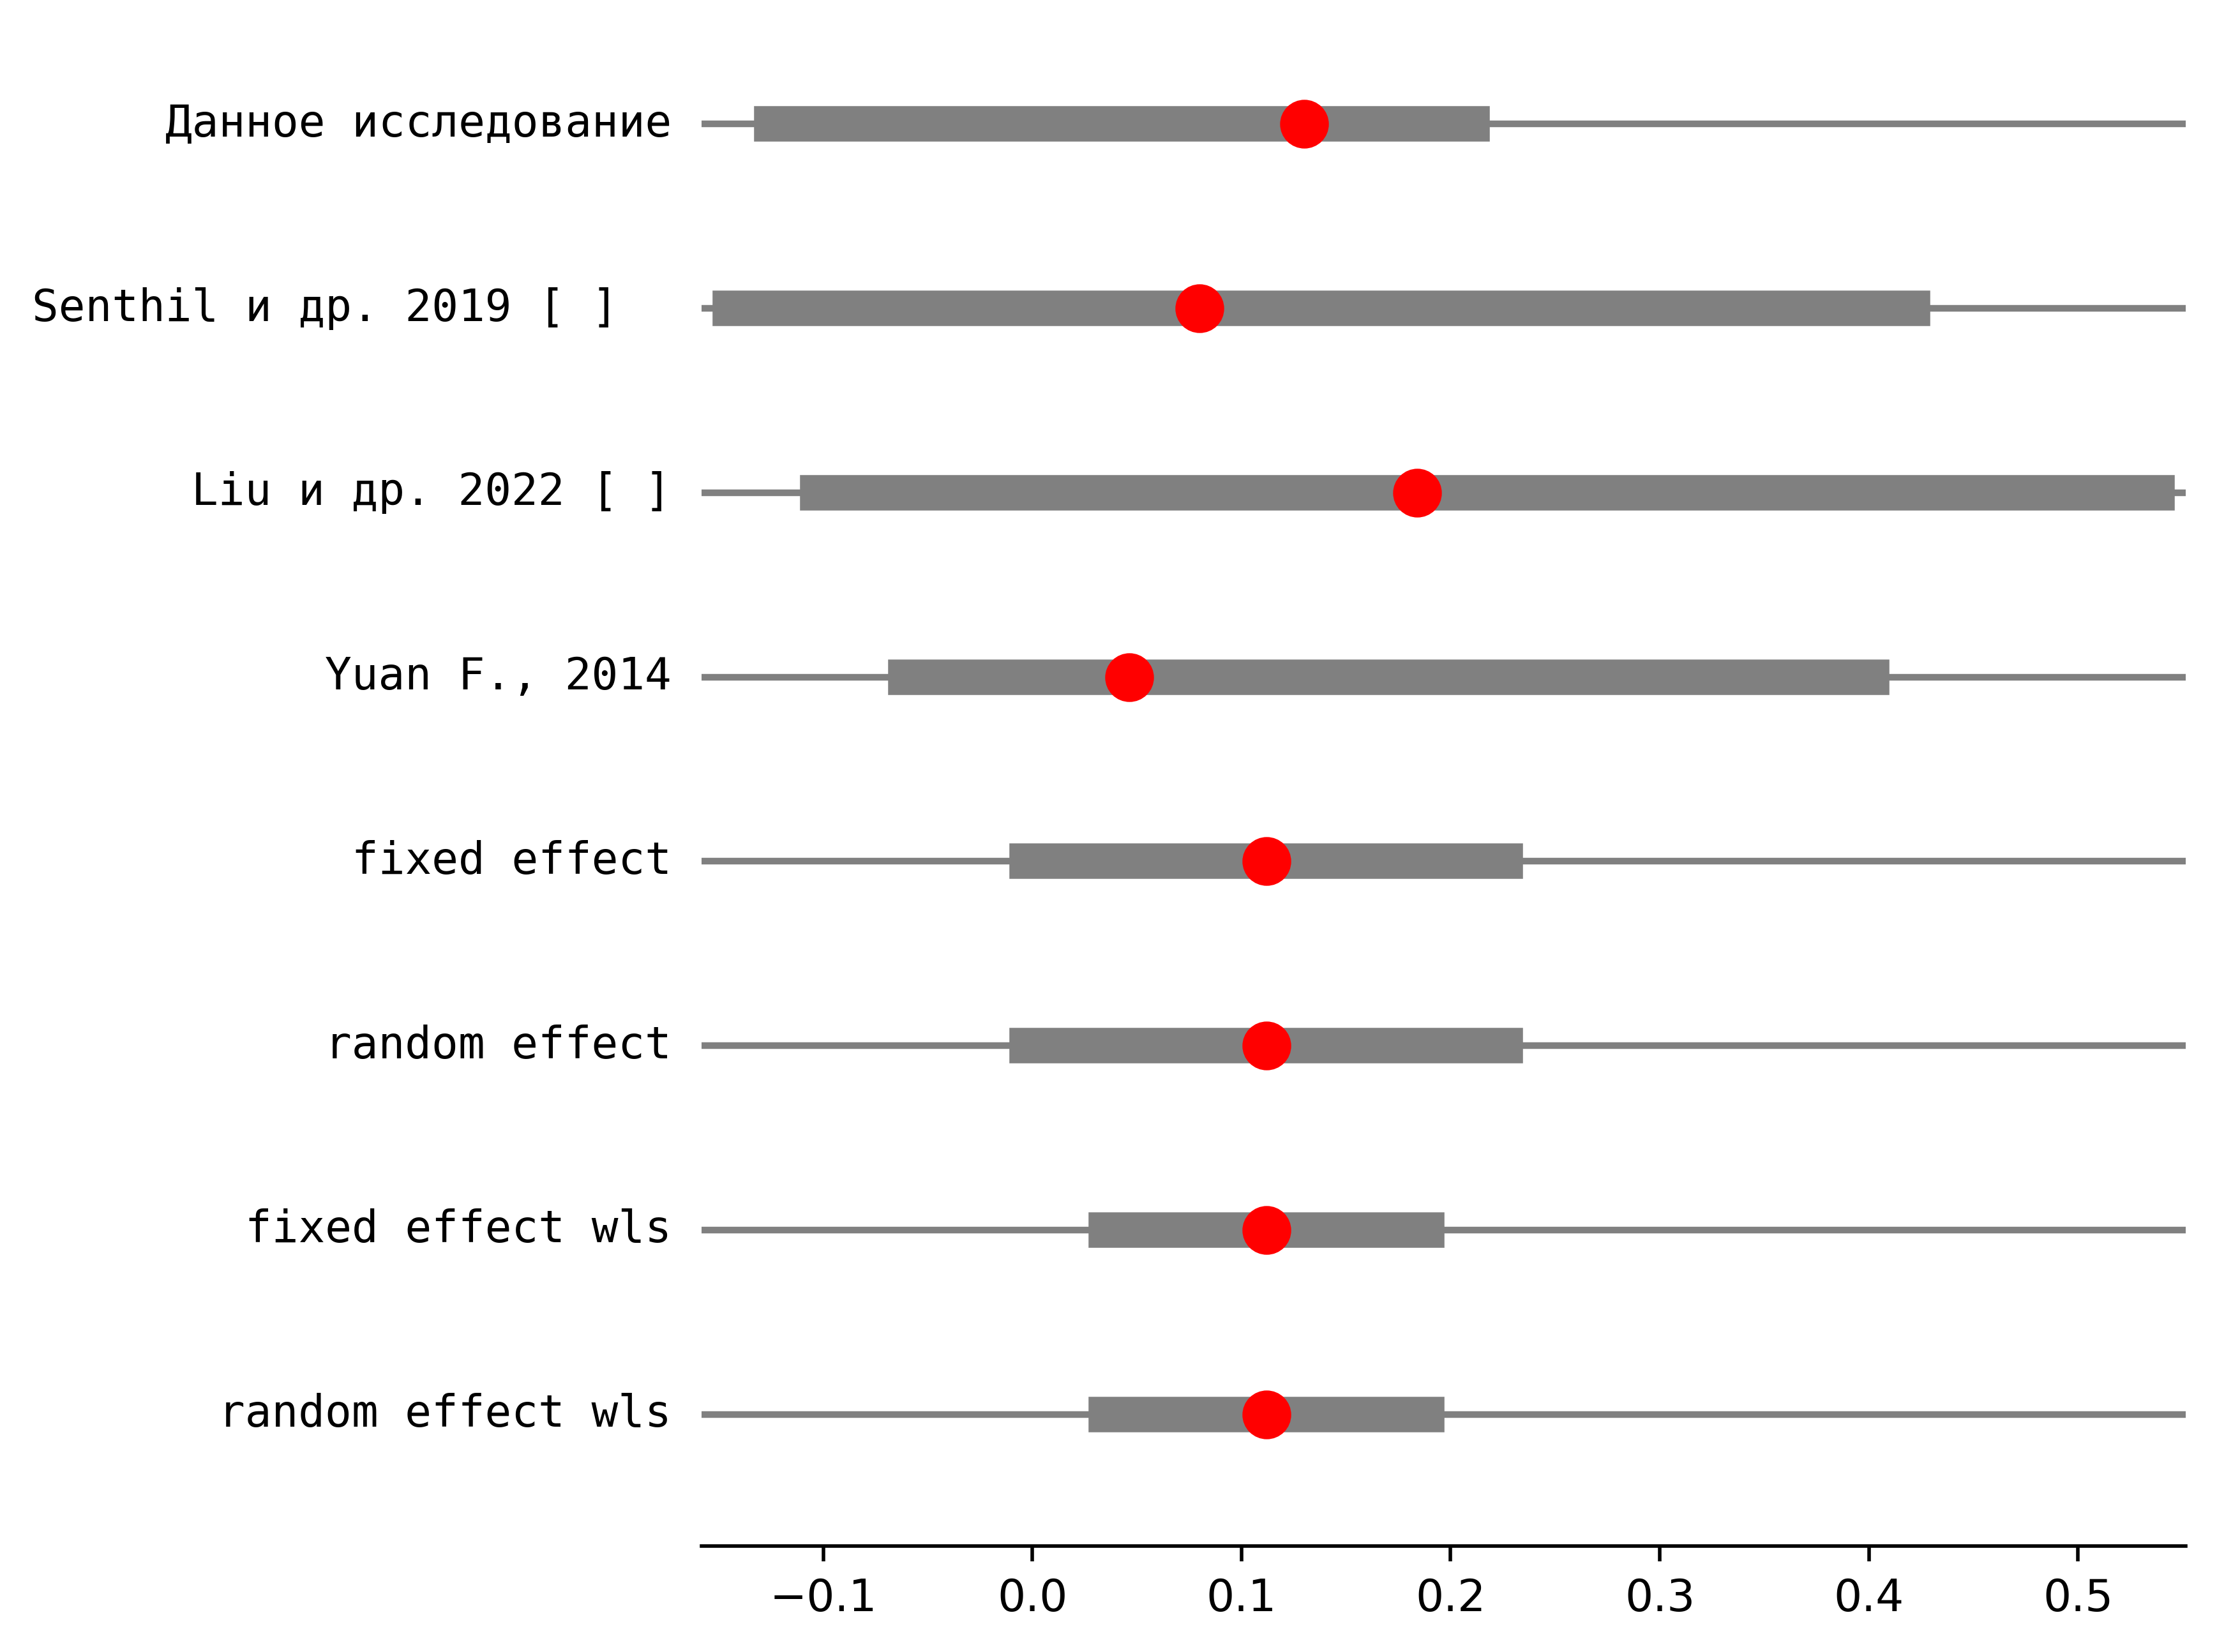 Данное исследование
Senthil и др. 2019 [ ]
Liu и др. 2022 [ ]
Yuan F., 2014
fixed effect
random effect
fixed effect wls
random effect wls
−0.1 0.0 0.1 0.2 0.3 0.4 0.5